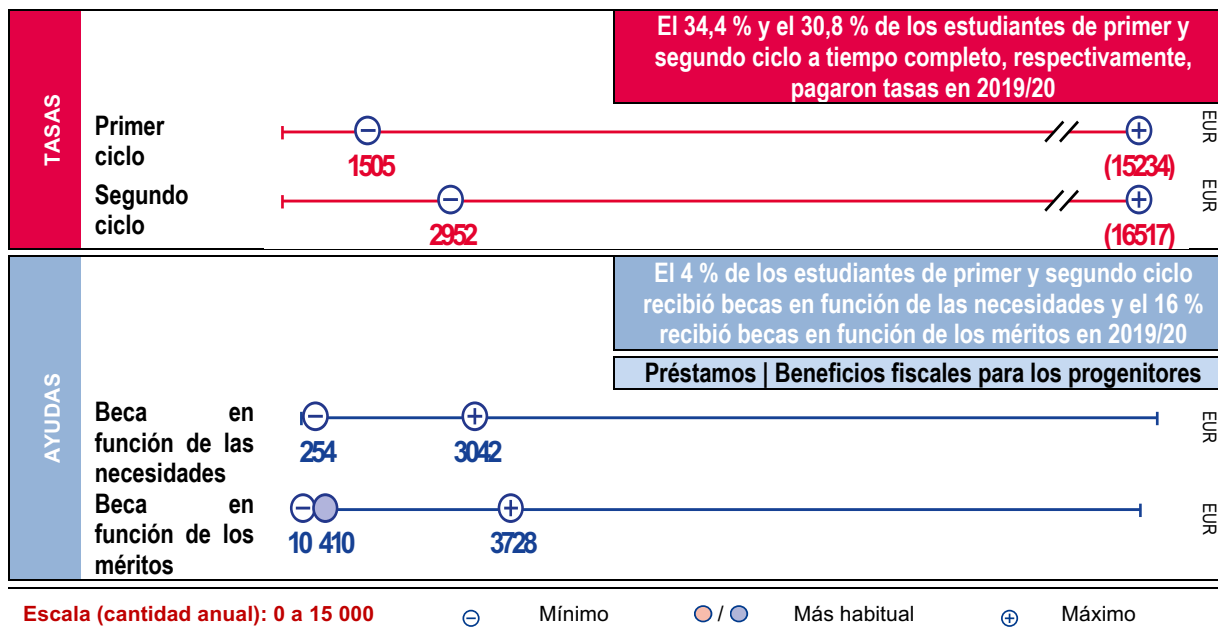 El 34,4 % y el 30,8 % de los estudiantes de primer y
segundo ciclo a tiempo completo, respectivamente,
pagaron tasas en 2019/20
TASAS
Primer
ciclo
1505
(15234)
EUR
Segundo
ciclo
2952
(16517)
EUR
El 4 % de los estudiantes de primer y segundo ciclo
recibió becas en función de las necesidades y el 16 %
recibió becas en función de los méritos en 2019/20
Préstamos | Beneficios fiscales para los progenitores
AYUDAS
Beca en
función de las
necesidades
254
3042
EUR
Beca en
función de los
méritos
10 410
3728
EUR
Escala (cantidad anual): 0 a 15 000
Mínimo
/
Más habitual
Máximo